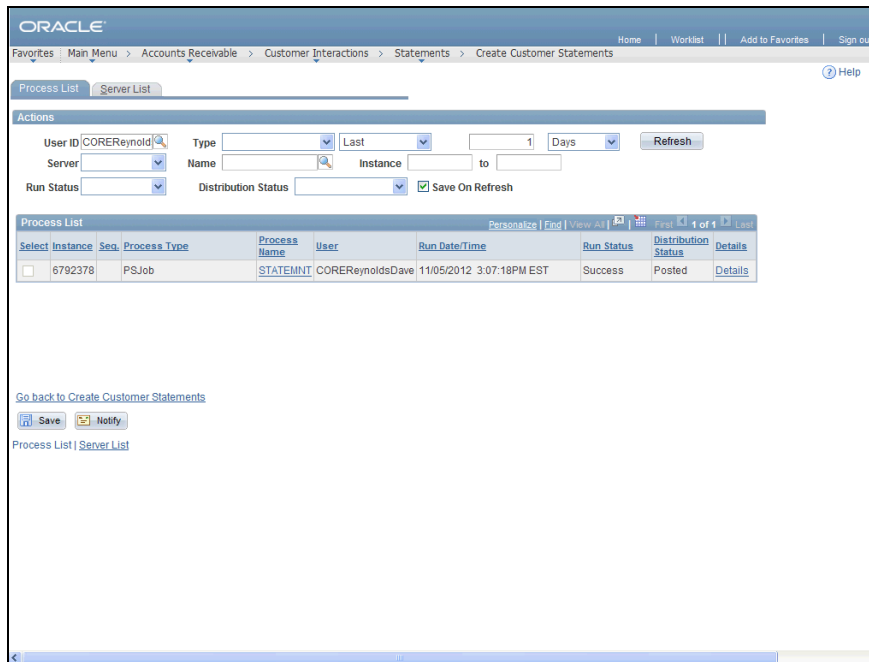 ORACLE
Home | Worklist || Add to Favorites | Sign ou
Favorites Main Menu > Accounts Receivable > Customer Interactions > Statements > Create Customer Statements
Help
Process List Server List
Actions
User ID COREReynold Type Last 1 Days Refresh
Server Name Instance to
Run Status Distribution Status Save On Refresh
Process List Personalize | Find | View All | First 1 of 1 Last
Select Instance Seq. Process Type Process Name User Run Date/Time Run Status Distribution Status Details
6792378 PSJob STATEMNT COREReynoldsDave 11/05/2012 3:07:18PM EST Success Posted Details
Go back to Create Customer Statements
Save Notify
Process List | Server List